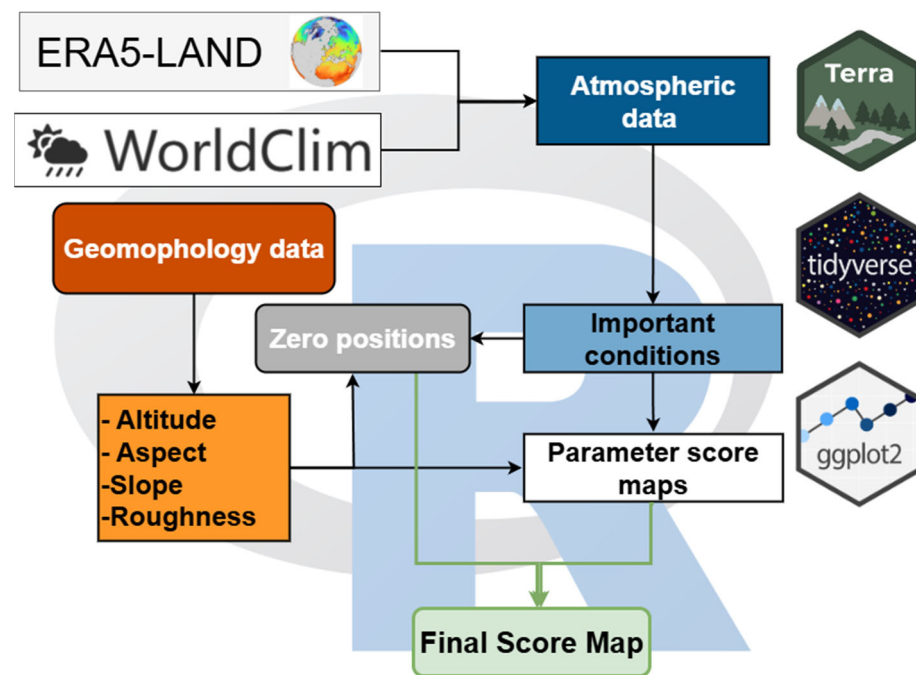 ERA5-LAND
WorldClim
Atmospheric
data
Terra
Geomophology data
tidyverse
Zero positions
Important
conditions
- Altitude
- Aspect
-Slope
-Roughness
Parameter score
maps
ggplot2
R
Final Score Map